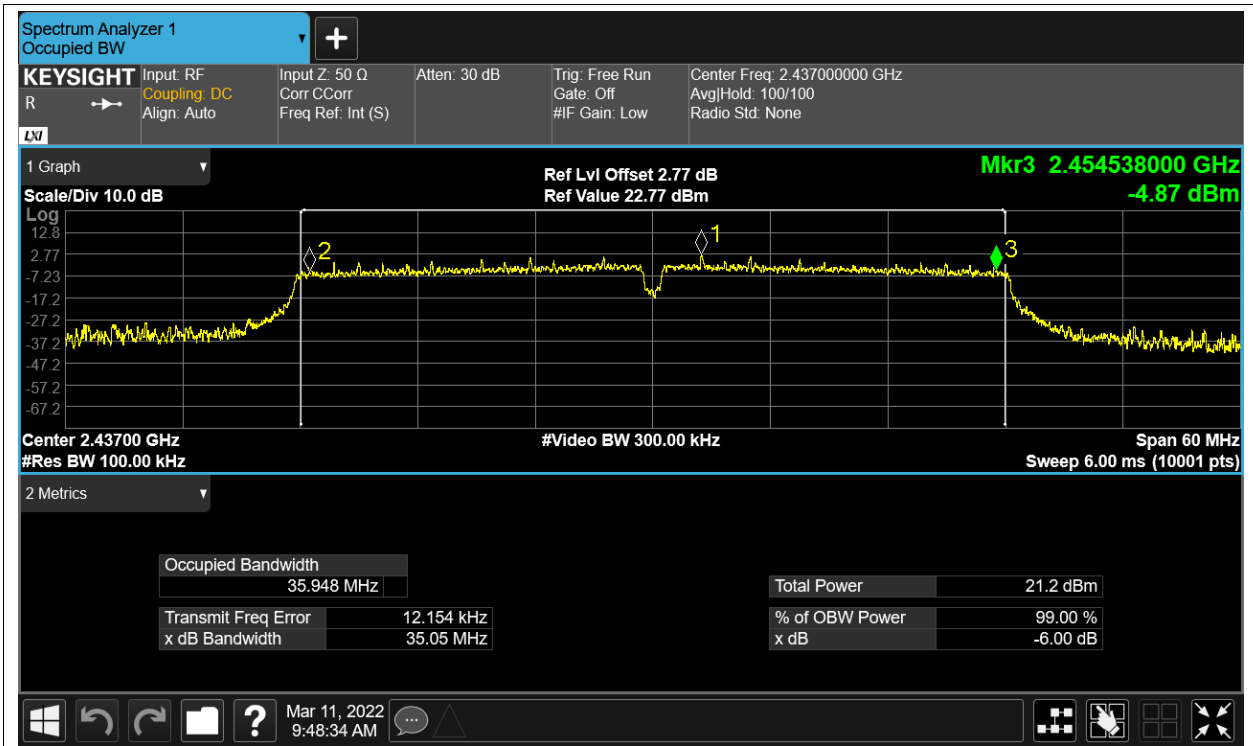 Spectrum Analyzer 1
Occupied BW
KEYSIGHT
R
LXI
Input: RF
Coupling: DC
Align: Auto
Input Z: 50 Ω
Corr CCorr
Freq Ref: Int (S)
Atten: 30 dB
Trig: Free Run
Gate: Off
#IF Gain: Low
Center Freq: 2.437000000 GHz
Avg|Hold: 100/100
Radio Std: None
1 Graph
Scale/Div 10.0 dB
Ref Lvl Offset 2.77 dB
Ref Value 22.77 dBm
Mkr3 2.454538000 GHz
-4.87 dBm
Log
12.8
2.77
-7.23
-17.2
-27.2
-37.2
-47.2
-57.2
-67.2
2
1
3
Center 2.43700 GHz
#Res BW 100.00 kHz
#Video BW 300.00 kHz
Span 60 MHz
Sweep 6.00 ms (10001 pts)
2 Metrics
Occupied Bandwidth
35.948 MHz
Transmit Freq Error 12.154 kHz
x dB Bandwidth 35.05 MHz
Total Power 21.2 dBm
% of OBW Power 99.00 %
x dB -6.00 dB
?
Mar 11, 2022
9:48:34 AM